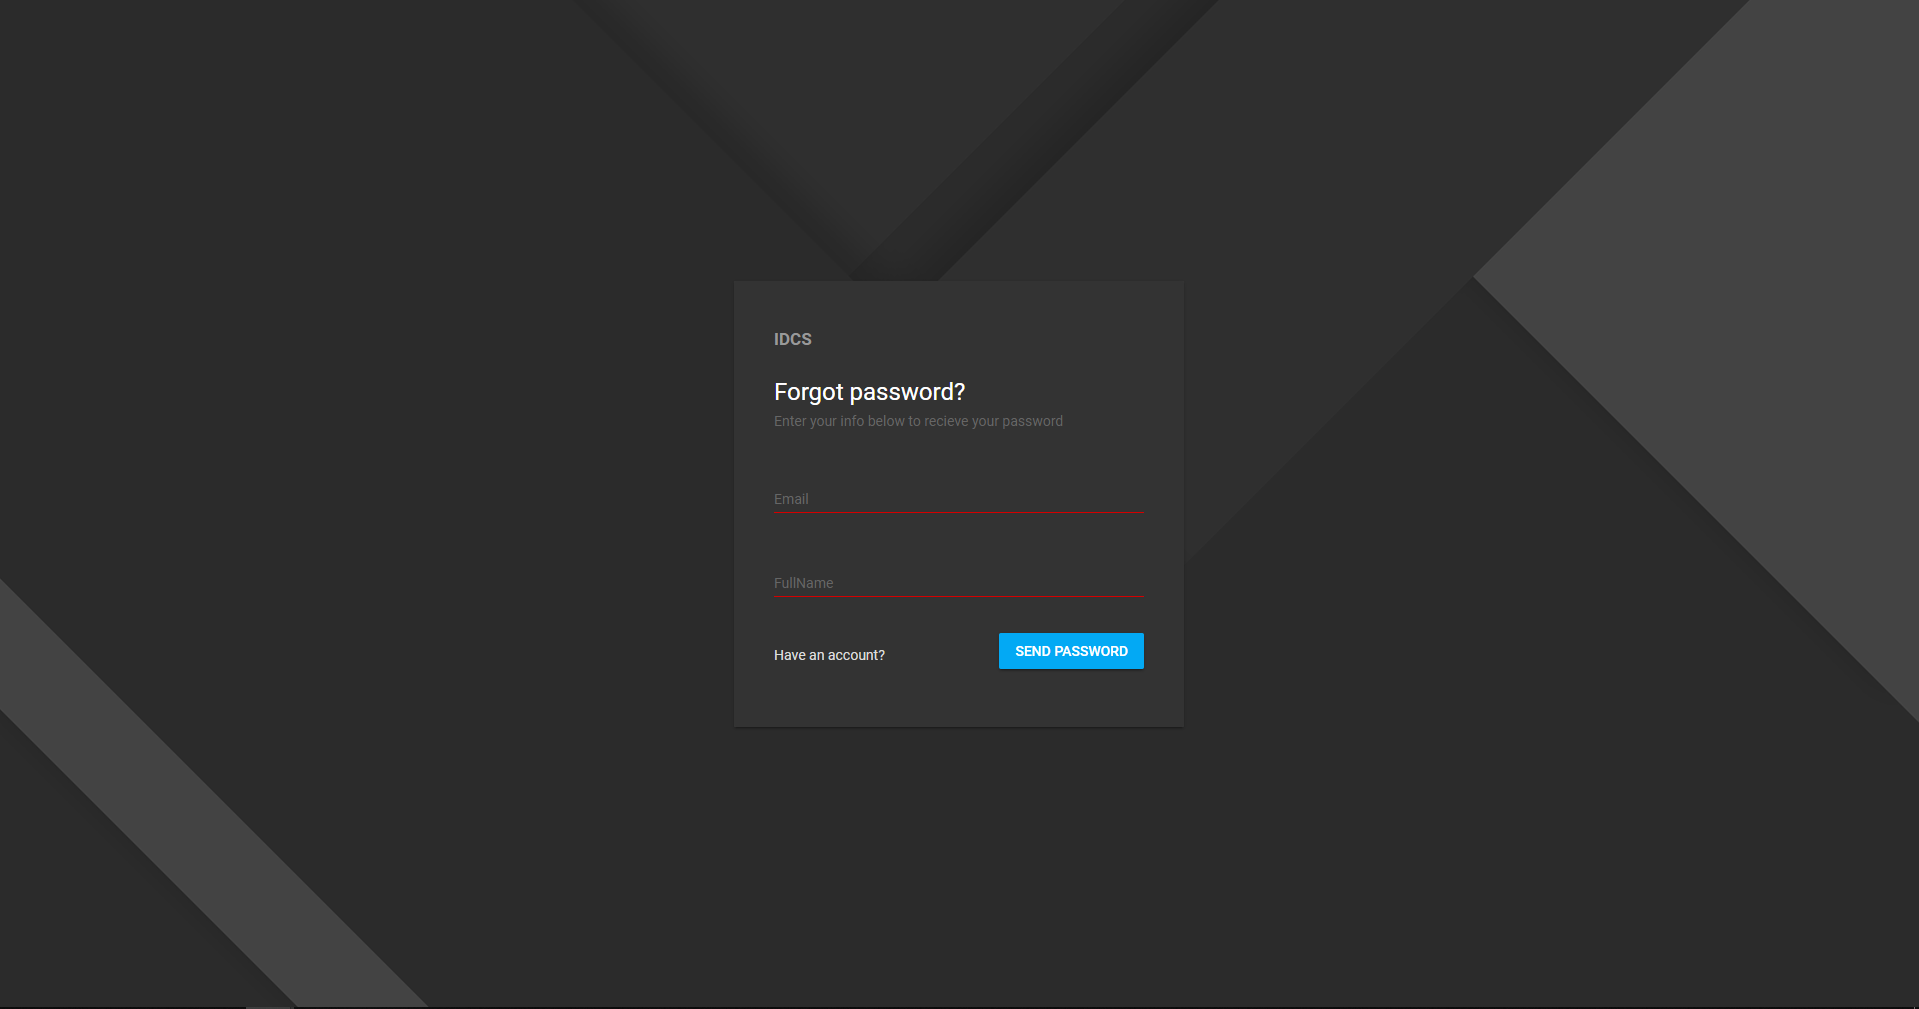 IDCS
Forgot password?
Enter your info below to recieve your password
Email
FullName
Have an account?
SEND PASSWORD